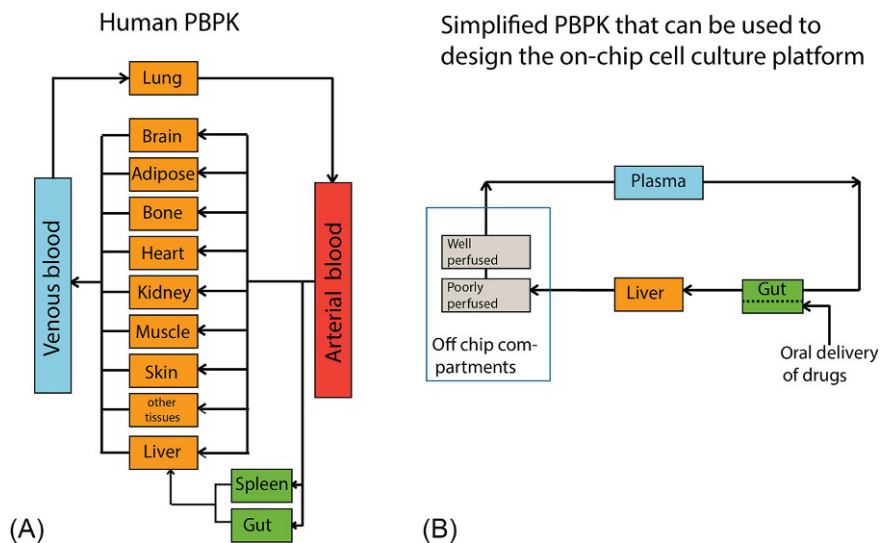 Human PBPK
Lung
Brain
Adipose
Bone
Heart
Kidney
Muscle
Skin
other
tissues
Liver
Spleen
Gut
Venous blood
Arterial blood
(A)
Simplified PBPK that can be used to
design the on-chip cell culture platform
Plasma
Well
perfused
Poorly
perfused
Liver
Gut
Off chip com-
partments
Oral delivery
of drugs
(B)